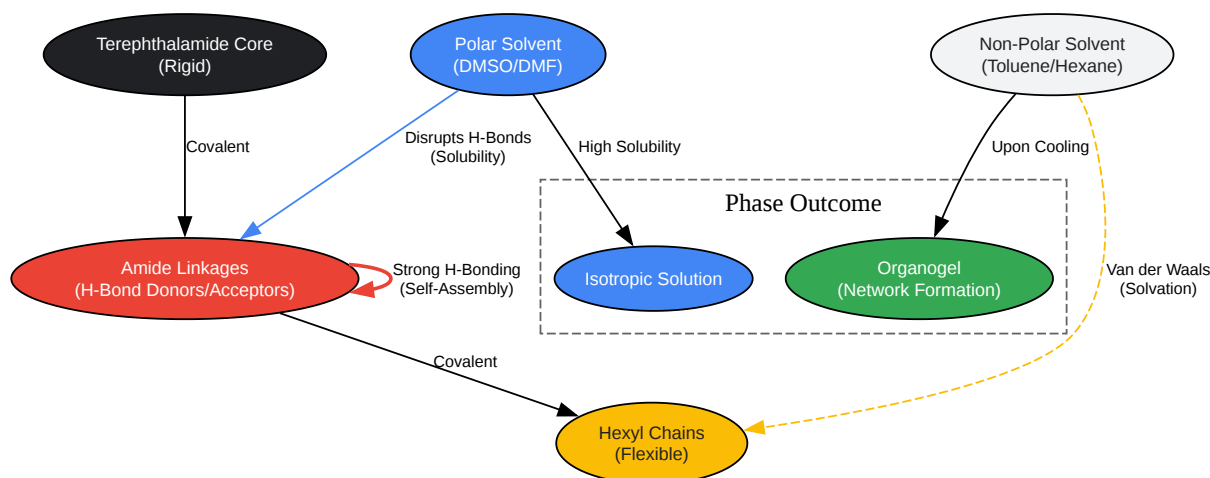 Terephthalamide Core
(Rigid)
Polar Solvent
(DMSO/DMF)
Non-Polar Solvent
(Toluene/Hexane)
Covalent
Disrupts H-Bonds
(Solubility)
High Solubility
Upon Cooling
Phase Outcome
Amide Linkages
(H-Bond Donors/Acceptors)
Strong H-Bonding
(Self-Assembly)
Isotropic Solution
Organogel
(Network Formation)
Van der Waals
(Solvation)
Covalent
Hexyl Chains
(Flexible)